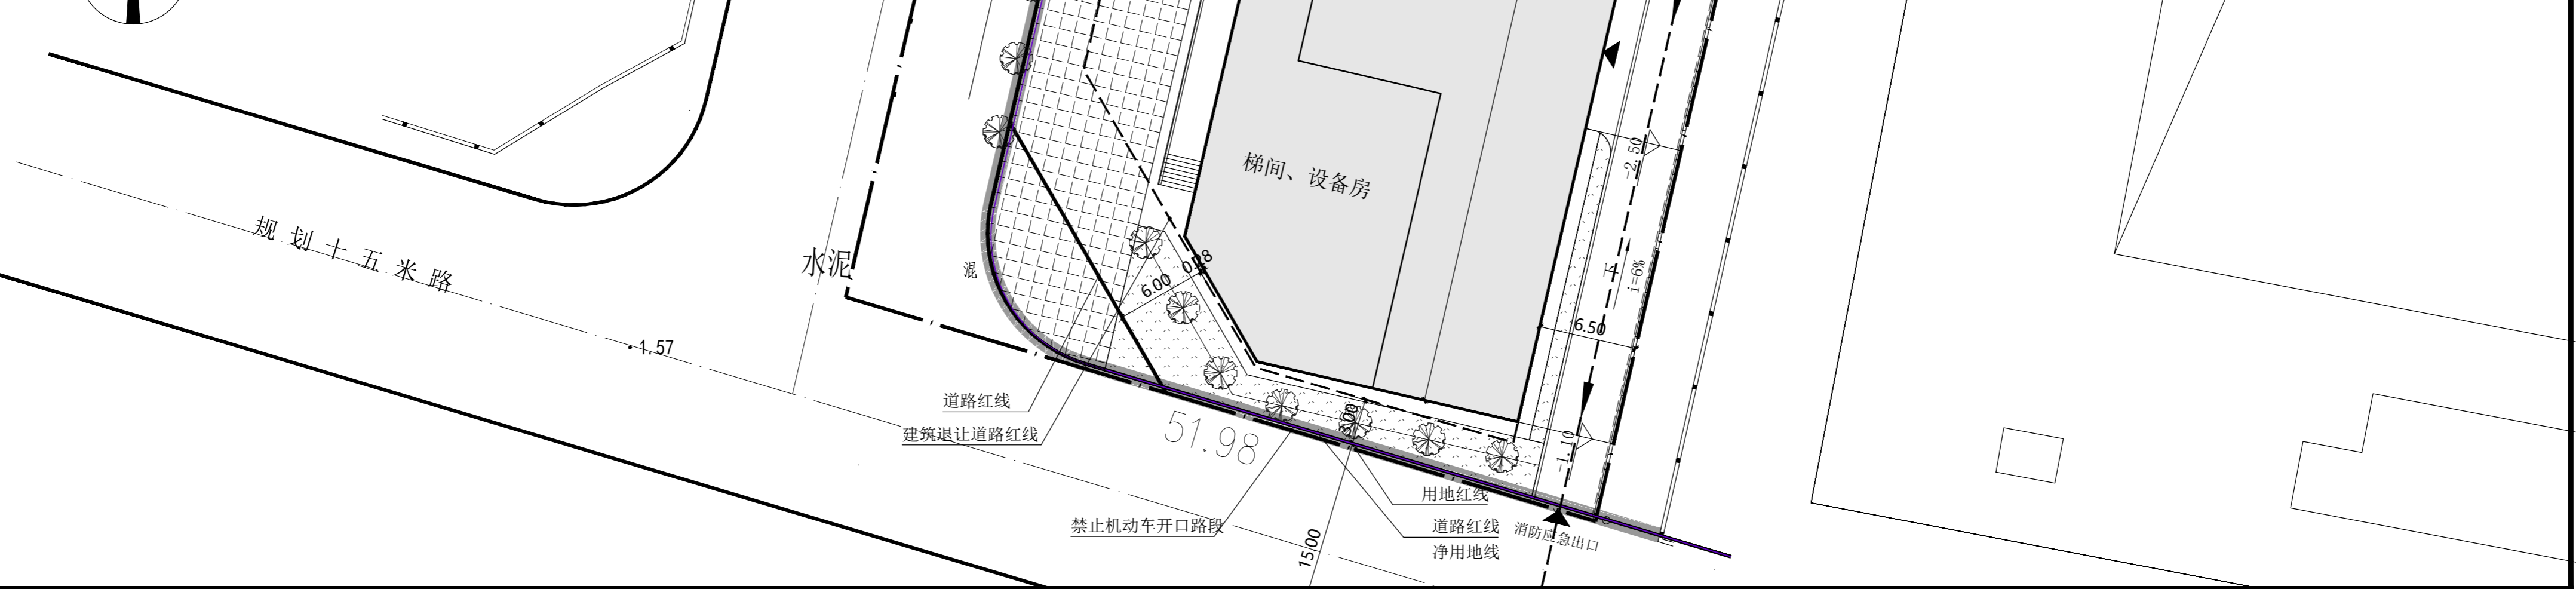 梯间、设备房
-2.50
规划十五米路
水泥
混
0.28
6.00
下
i=6%
6.50
1.57
道路红线
建筑退让道路红线
51.98
3.00
-1.10
用地红线
禁止机动车开口路段
道路红线
净用地线
消防应急出口
15.00